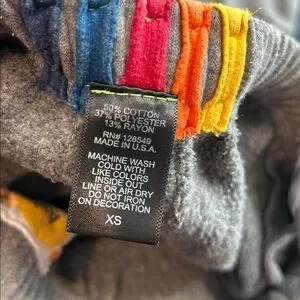 50% COTTON
37% POLYESTER
13% RAYON
RN# 128549
MADE IN U.S.A.
MACHINE WASH
COLD WITH
LIKE COLORS
INSIDE OUT
LINE OR AIR DRY
DO NOT IRON
ON DECORATION
XS